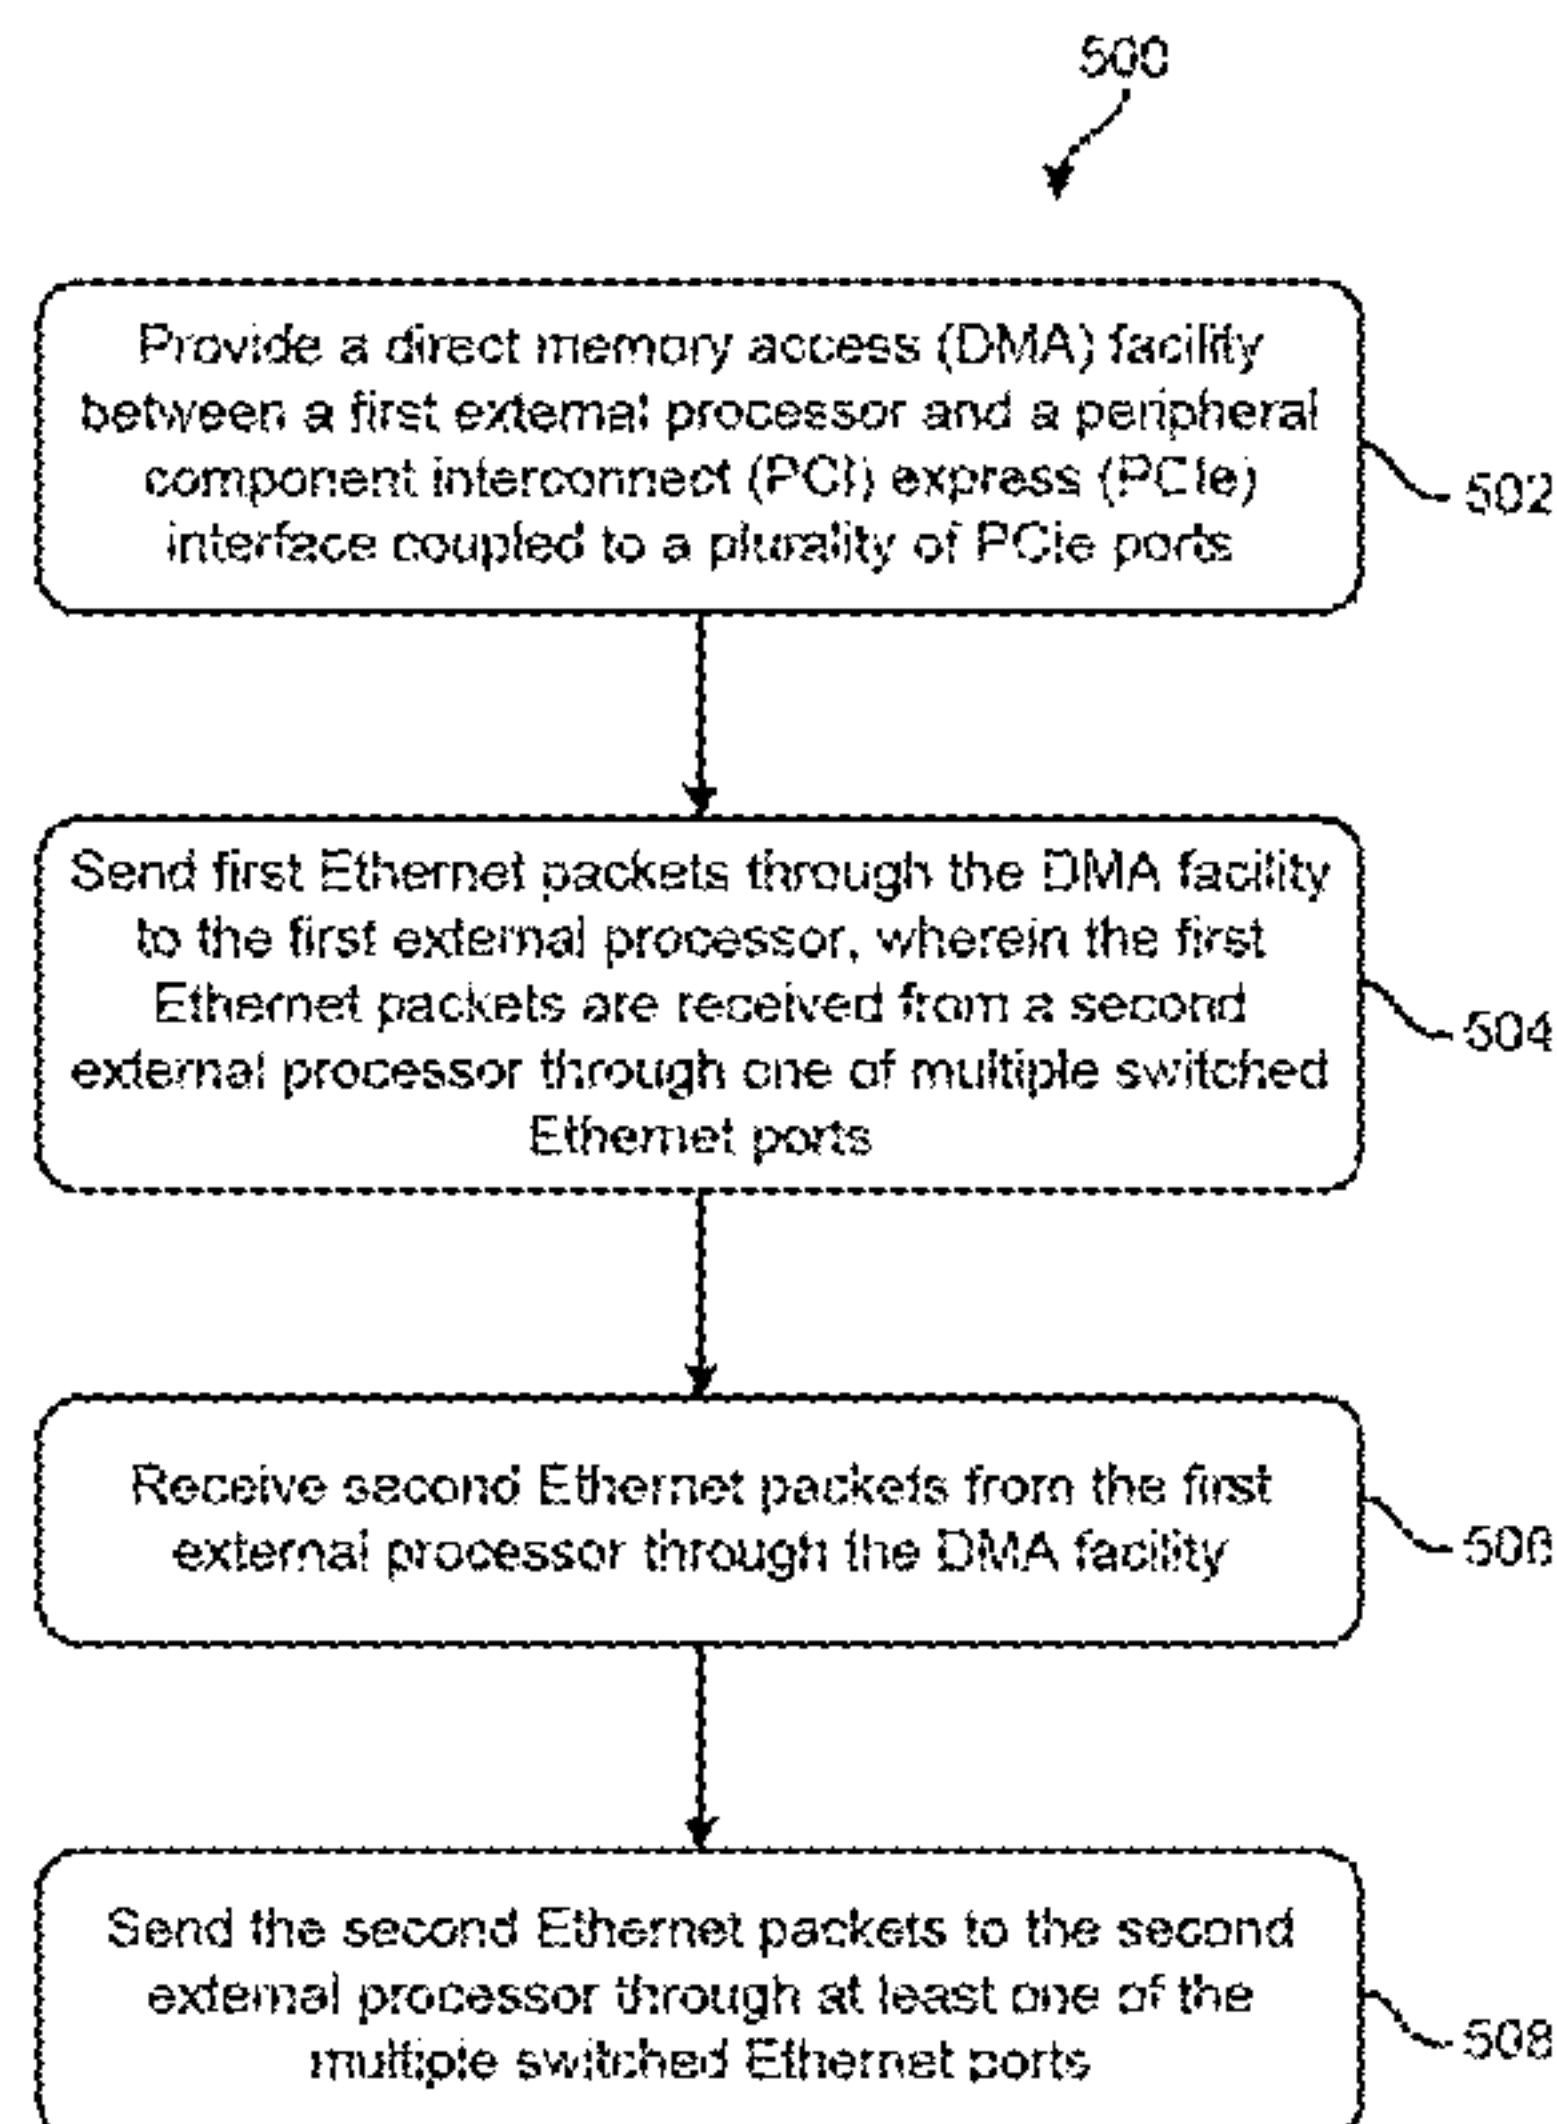 500
Provide a direct memory access (DMA) facility
between a first external processor and a peripheral
component interconnect (PCI) express (PCIe)
interface coupled to a plurality of PCIe ports
502
Send first Ethernet packets through the DMA facility
to the first external processor, wherein the first
Ethernet packets are received from a second
external processor through one of multiple switched
Ethernet ports
504
Receive second Ethernet packets from the first
external processor through the DMA facility
506
Send the second Ethernet packets to the second
external processor through at least one of the
multiple switched Ethernet ports
508